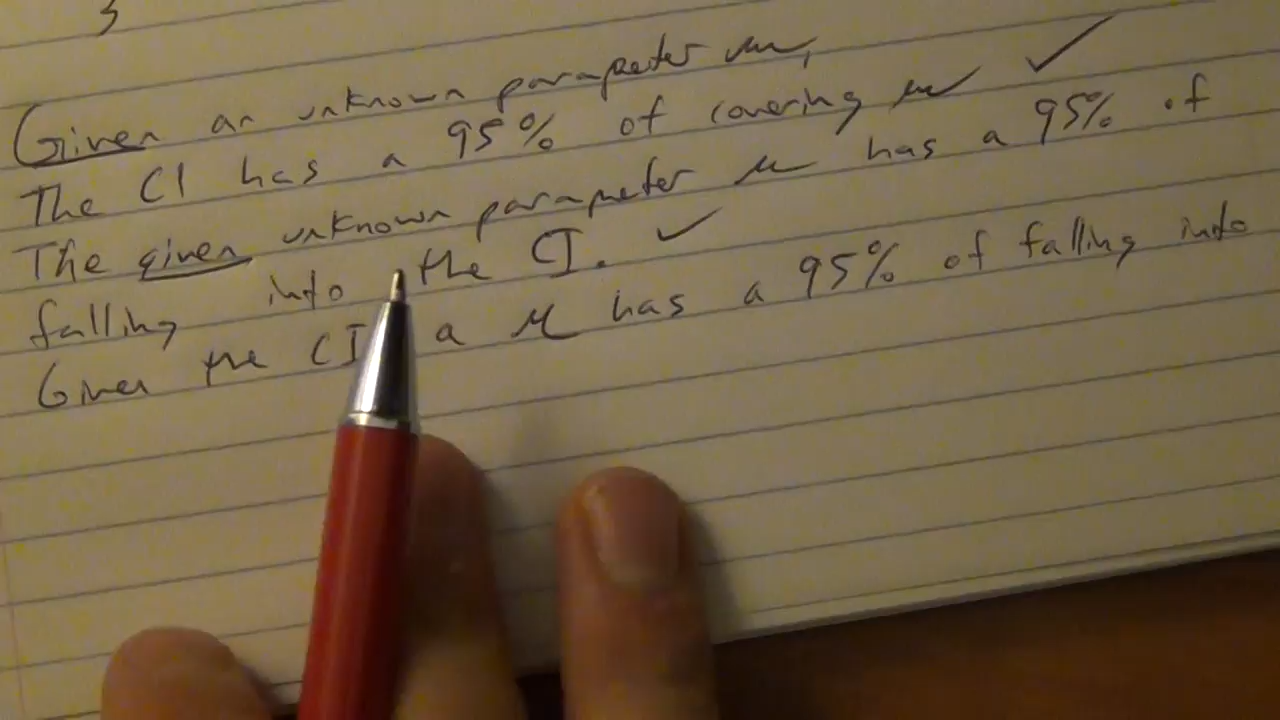 Given an unknown parameter μ,
The CI has a 95% of covering μ ✓
The given unknown parameter μ has a 95% of
falling into the CI. ✓
Given the CI a μ has a 95% of falling into